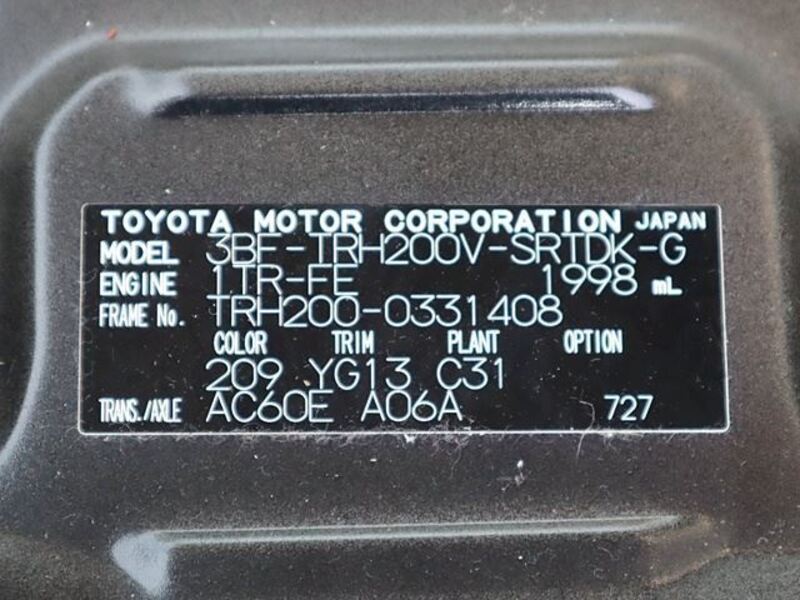 TOYOTA MOTOR CORPORATION JAPAN
MODEL 3BF-TRH200V-SRTDK-G
ENGINE 1TR-FE 1998 mL
FRAME No. TRH200-0331408
COLOR TRIM PLANT OPTION
209 YG13 C31
TRANS./AXLE AC60E A06A 727